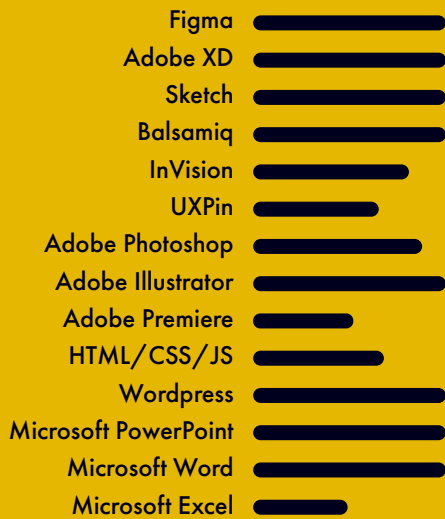 Figma
Adobe XD
Sketch
Balsamiq
InVision
UXPin
Adobe Photoshop
Adobe Illustrator
Adobe Premiere
HTML/CSS/JS
Wordpress
Microsoft PowerPoint
Microsoft Word
Microsoft Excel